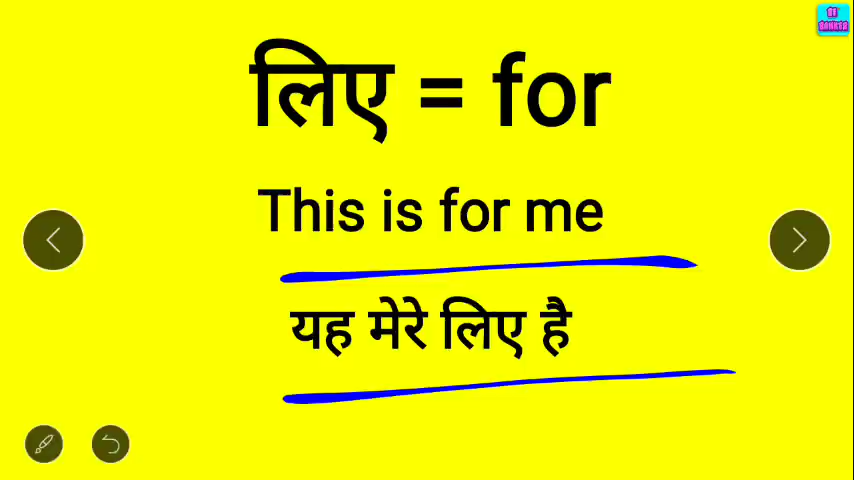 लिए = for
This is for me
यह मेरे लिए है